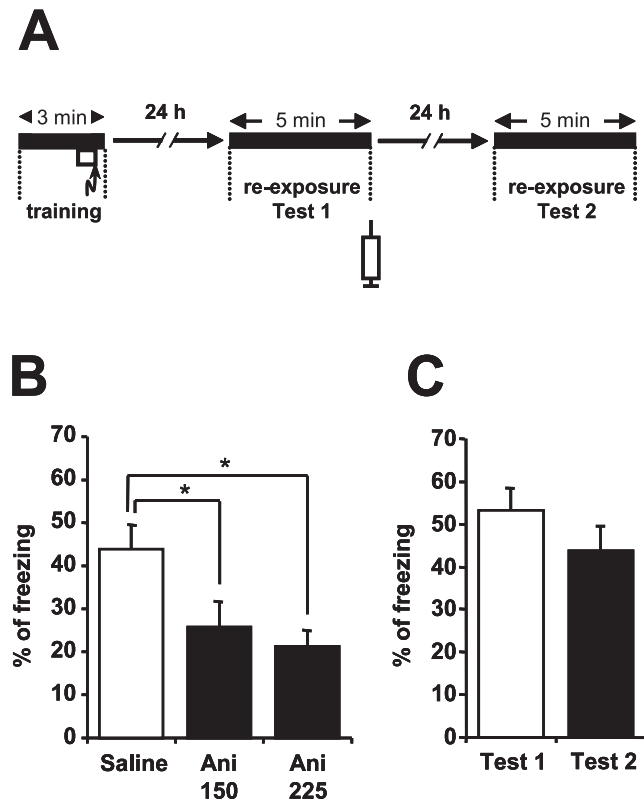 A
3 min
24 h
5 min
24 h
5 min
training
re-exposure
Test 1
re-exposure
Test 2
B
C
% of freezing
70
60
50
40
30
20
10
0
*
*
Saline
Ani
150
Ani
225
% of freezing
70
60
50
40
30
20
10
0
Test 1
Test 2